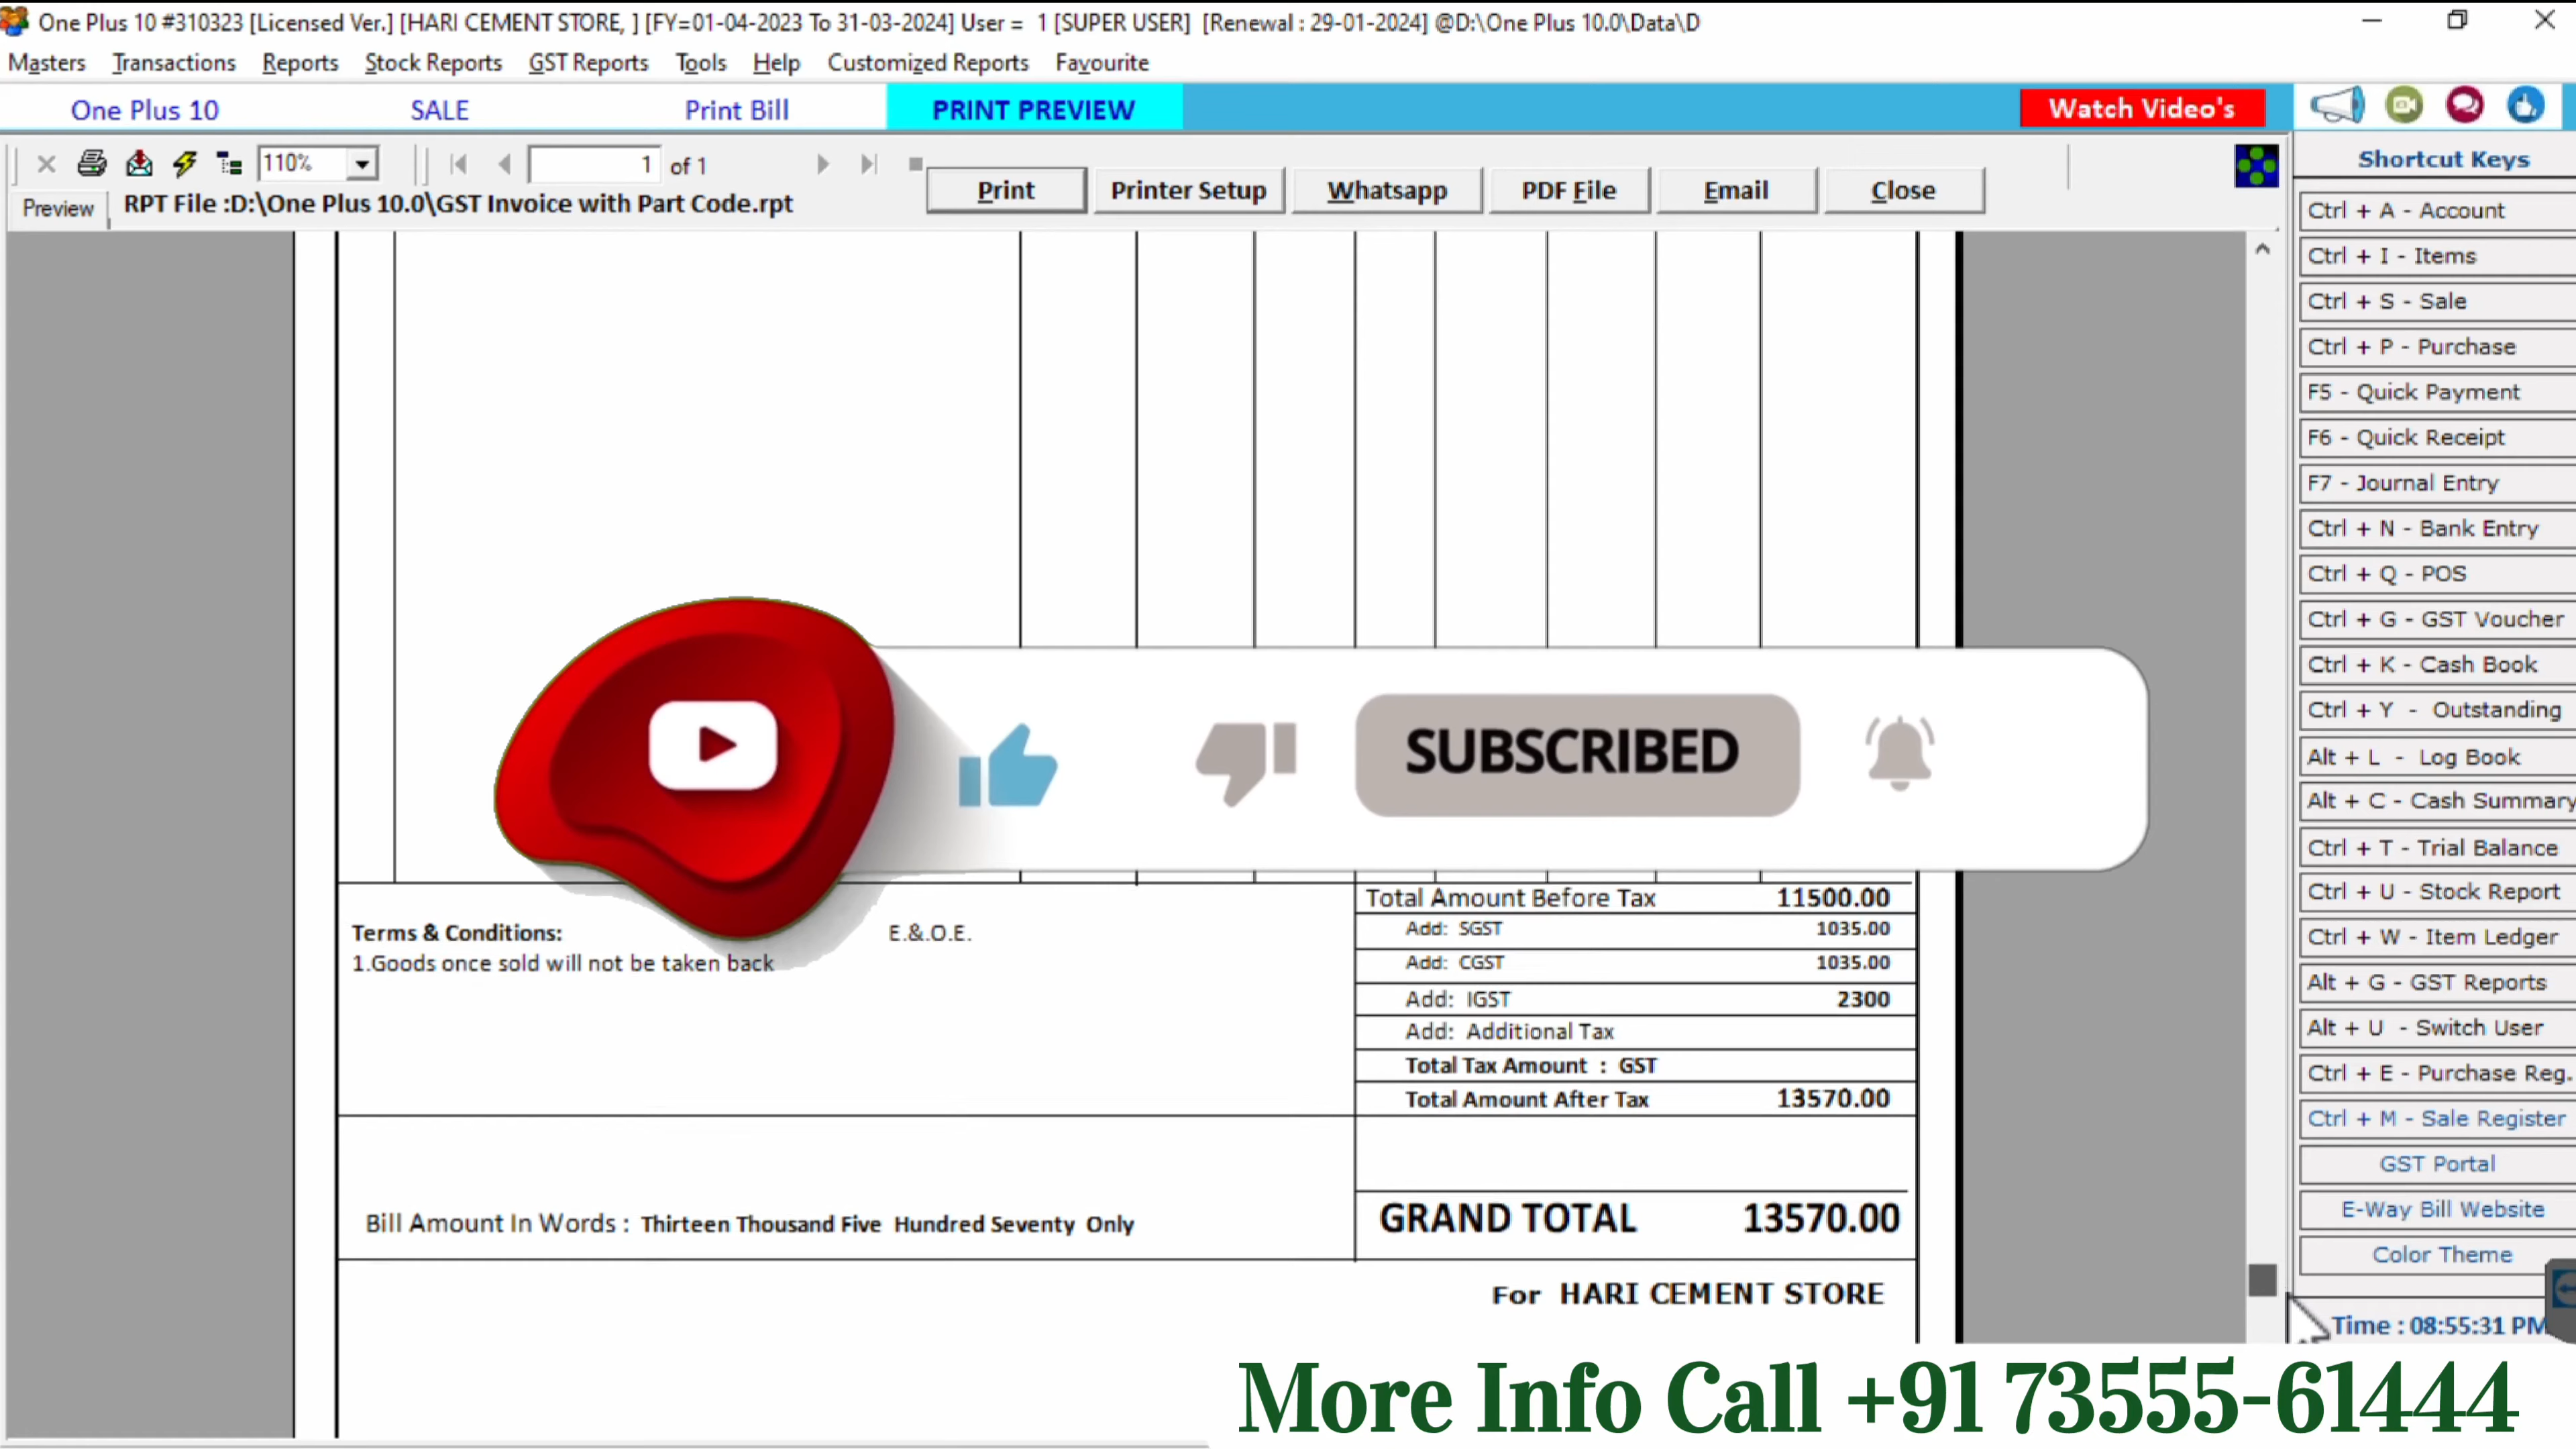 One Plus 10 #310323 [Licensed Ver.] [HARI CEMENT STORE, ] [FY=01-04-2023 To 31-03-2024] User = 1 [SUPER USER] [Renewal : 29-01-2024] @D:\One Plus 10.0\Data\D
Masters Transactions Reports Stock Reports GST Reports Tools Help Customized Reports Favourite
One Plus 10 SALE Print Bill PRINT PREVIEW Watch Video's
110% 1 of 1
Print Printer Setup Whatsapp PDF File Email Close
Preview RPT File :D:\One Plus 10.0\GST Invoice with Part Code.rpt
SUBSCRIBED
Total Amount Before Tax 11500.00
Terms & Conditions: E.&.O.E.
1.Goods once sold will not be taken back
Add: SGST 1035.00
Add: CGST 1035.00
Add: IGST 2300
Add: Additional Tax
Total Tax Amount : GST
Total Amount After Tax 13570.00
Bill Amount In Words : Thirteen Thousand Five Hundred Seventy Only
GRAND TOTAL 13570.00
For HARI CEMENT STORE
Shortcut Keys
Ctrl + A - Account
Ctrl + I - Items
Ctrl + S - Sale
Ctrl + P - Purchase
F5 - Quick Payment
F6 - Quick Receipt
F7 - Journal Entry
Ctrl + N - Bank Entry
Ctrl + Q - POS
Ctrl + G - GST Voucher
Ctrl + K - Cash Book
Ctrl + Y - Outstanding
Alt + L - Log Book
Alt + C - Cash Summary
Ctrl + T - Trial Balance
Ctrl + U - Stock Report
Ctrl + W - Item Ledger
Alt + G - GST Reports
Alt + U - Switch User
Ctrl + E - Purchase Reg.
Ctrl + M - Sale Register
GST Portal
E-Way Bill Website
Color Theme
Time : 08:55:31 PM
More Info Call +91 73555-61444